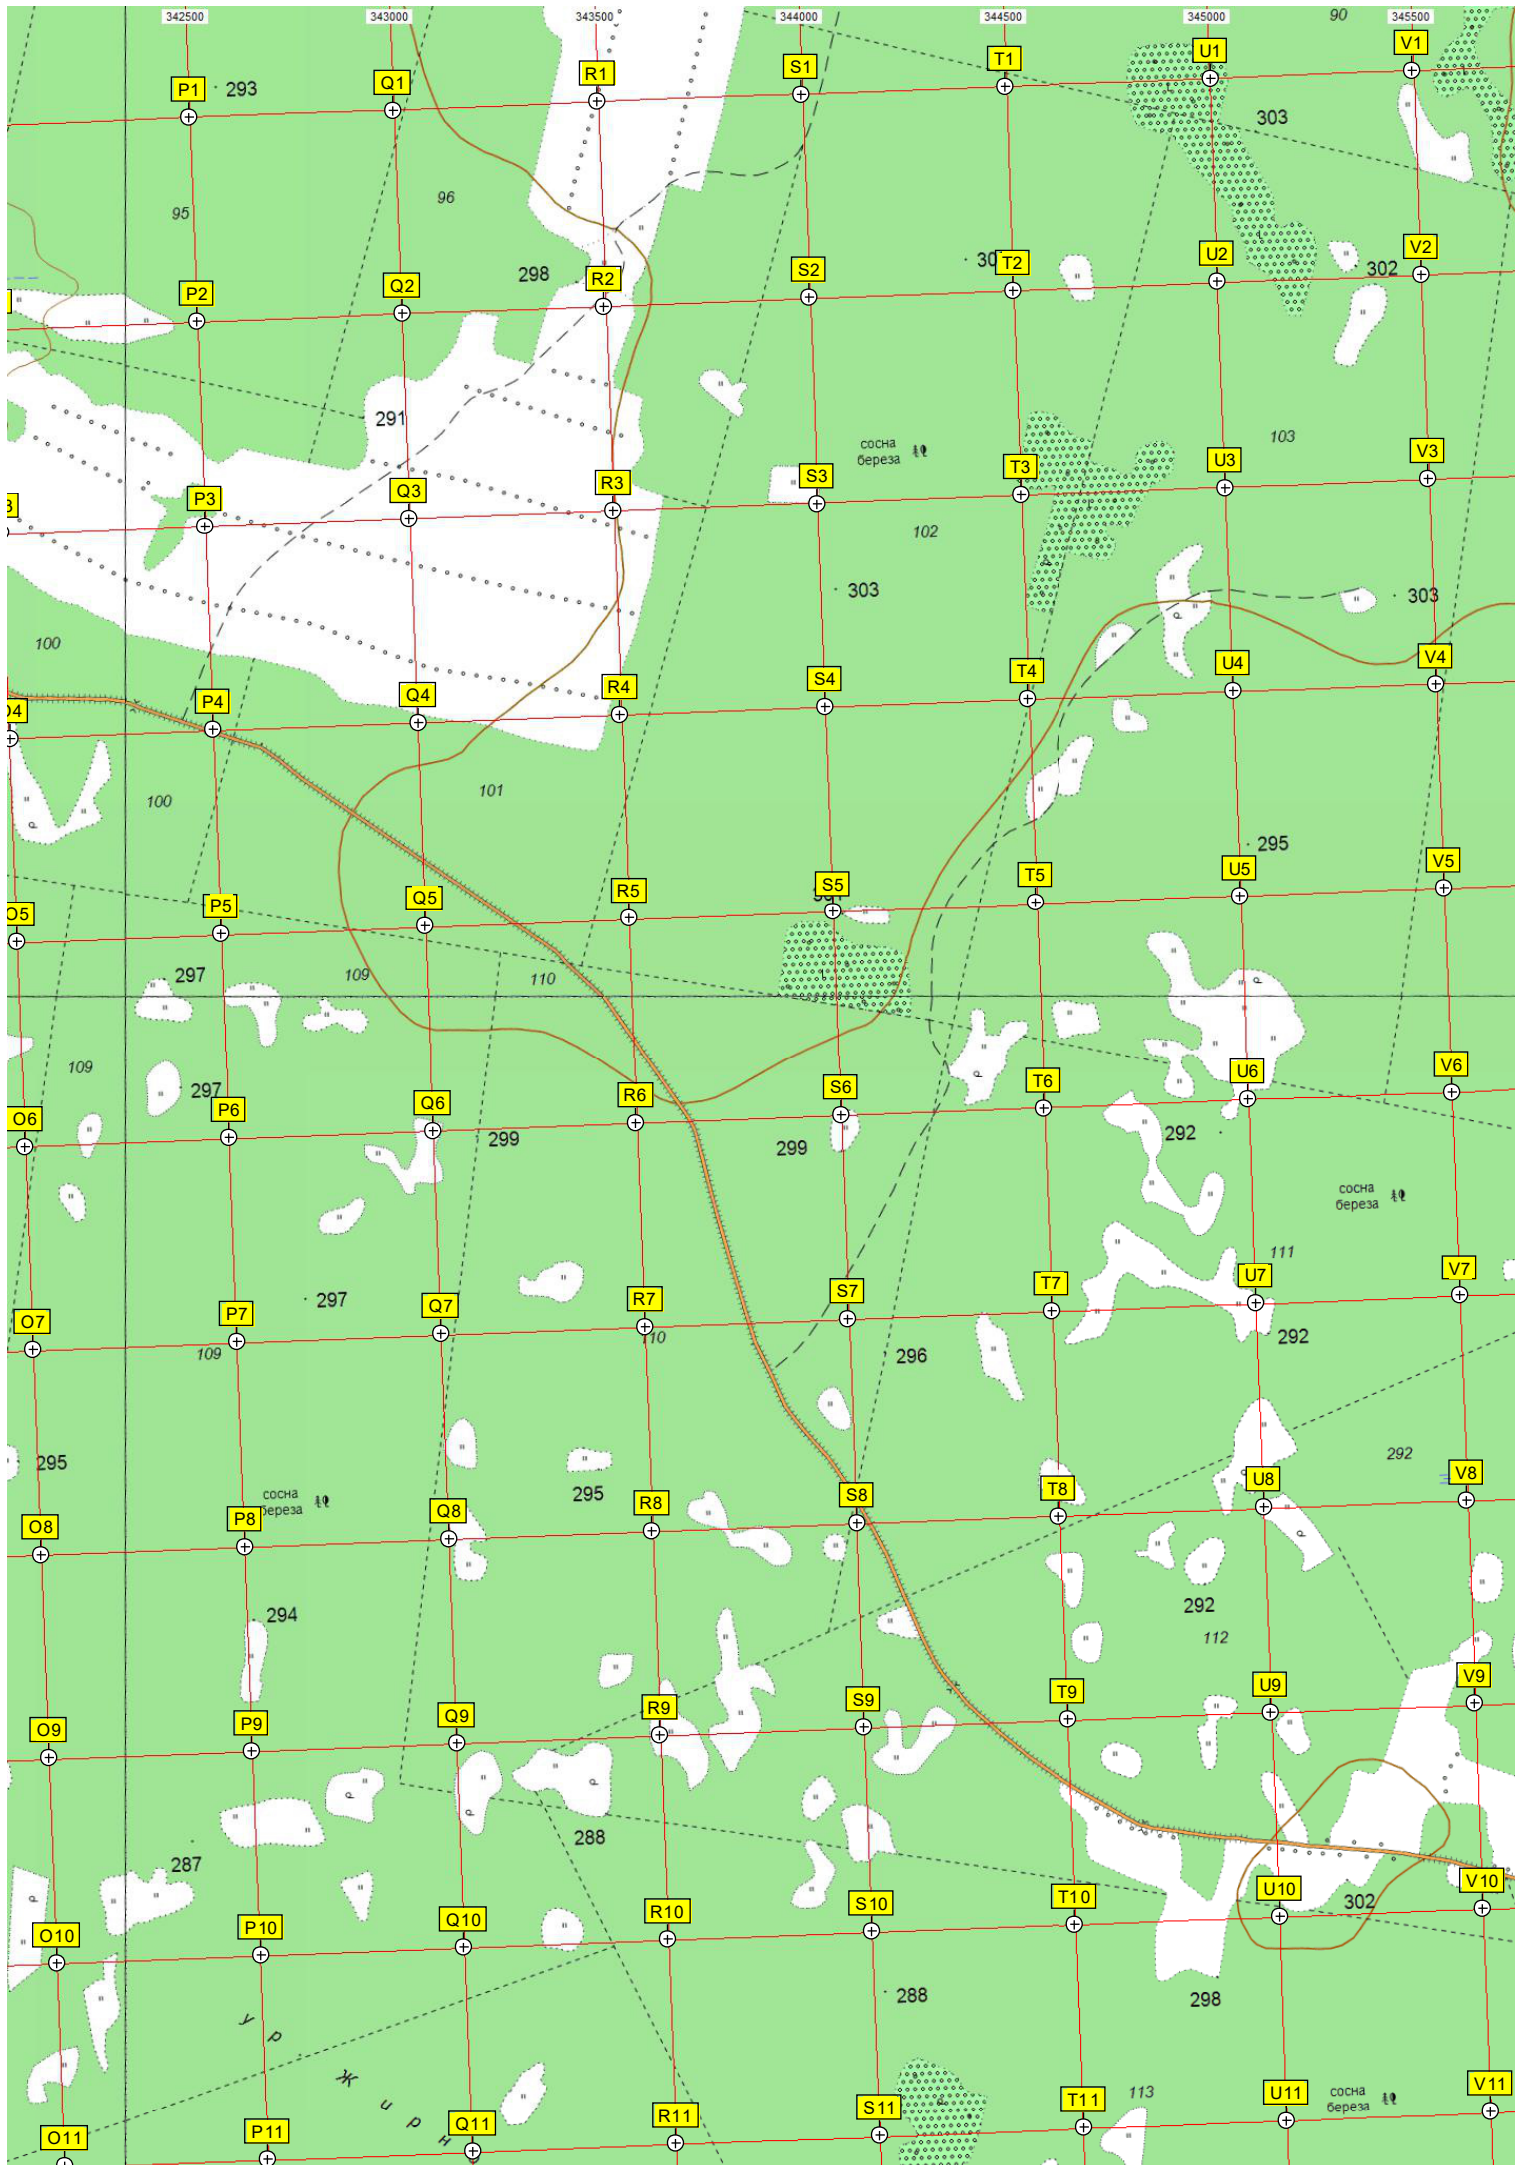 342500 343000 343500 344000 344500 345000 345500
90
P1 293 Q1 R1 S1 T1 U1 V1
303
95 96
298
P2 Q2 R2 S2 T2 U2 V2
302
291
сосна
береза
103
P3 Q3 R3 S3 T3 U3 V3
102
303 303
100
P4 Q4 R4 S4 T4 U4 V4
100 101
295
O5 P5 Q5 R5 S5 T5 U5 V5
297 109 110
109 297
O6 P6 Q6 R6 S6 T6 U6 V6
299 299 292
сосна
береза
111
297
O7 P7 Q7 R7 S7 T7 U7 V7
109 296 292
295 292
сосна
береза
295
O8 P8 Q8 R8 S8 T8 U8 V8
294 292
112
O9 P9 Q9 R9 S9 T9 U9 V9
287 288
302
O10 P10 Q10 R10 S10 T10 U10 V10
288 298
ур. Жирн
113
сосна
береза
O11 P11 Q11 R11 S11 T11 U11 V11